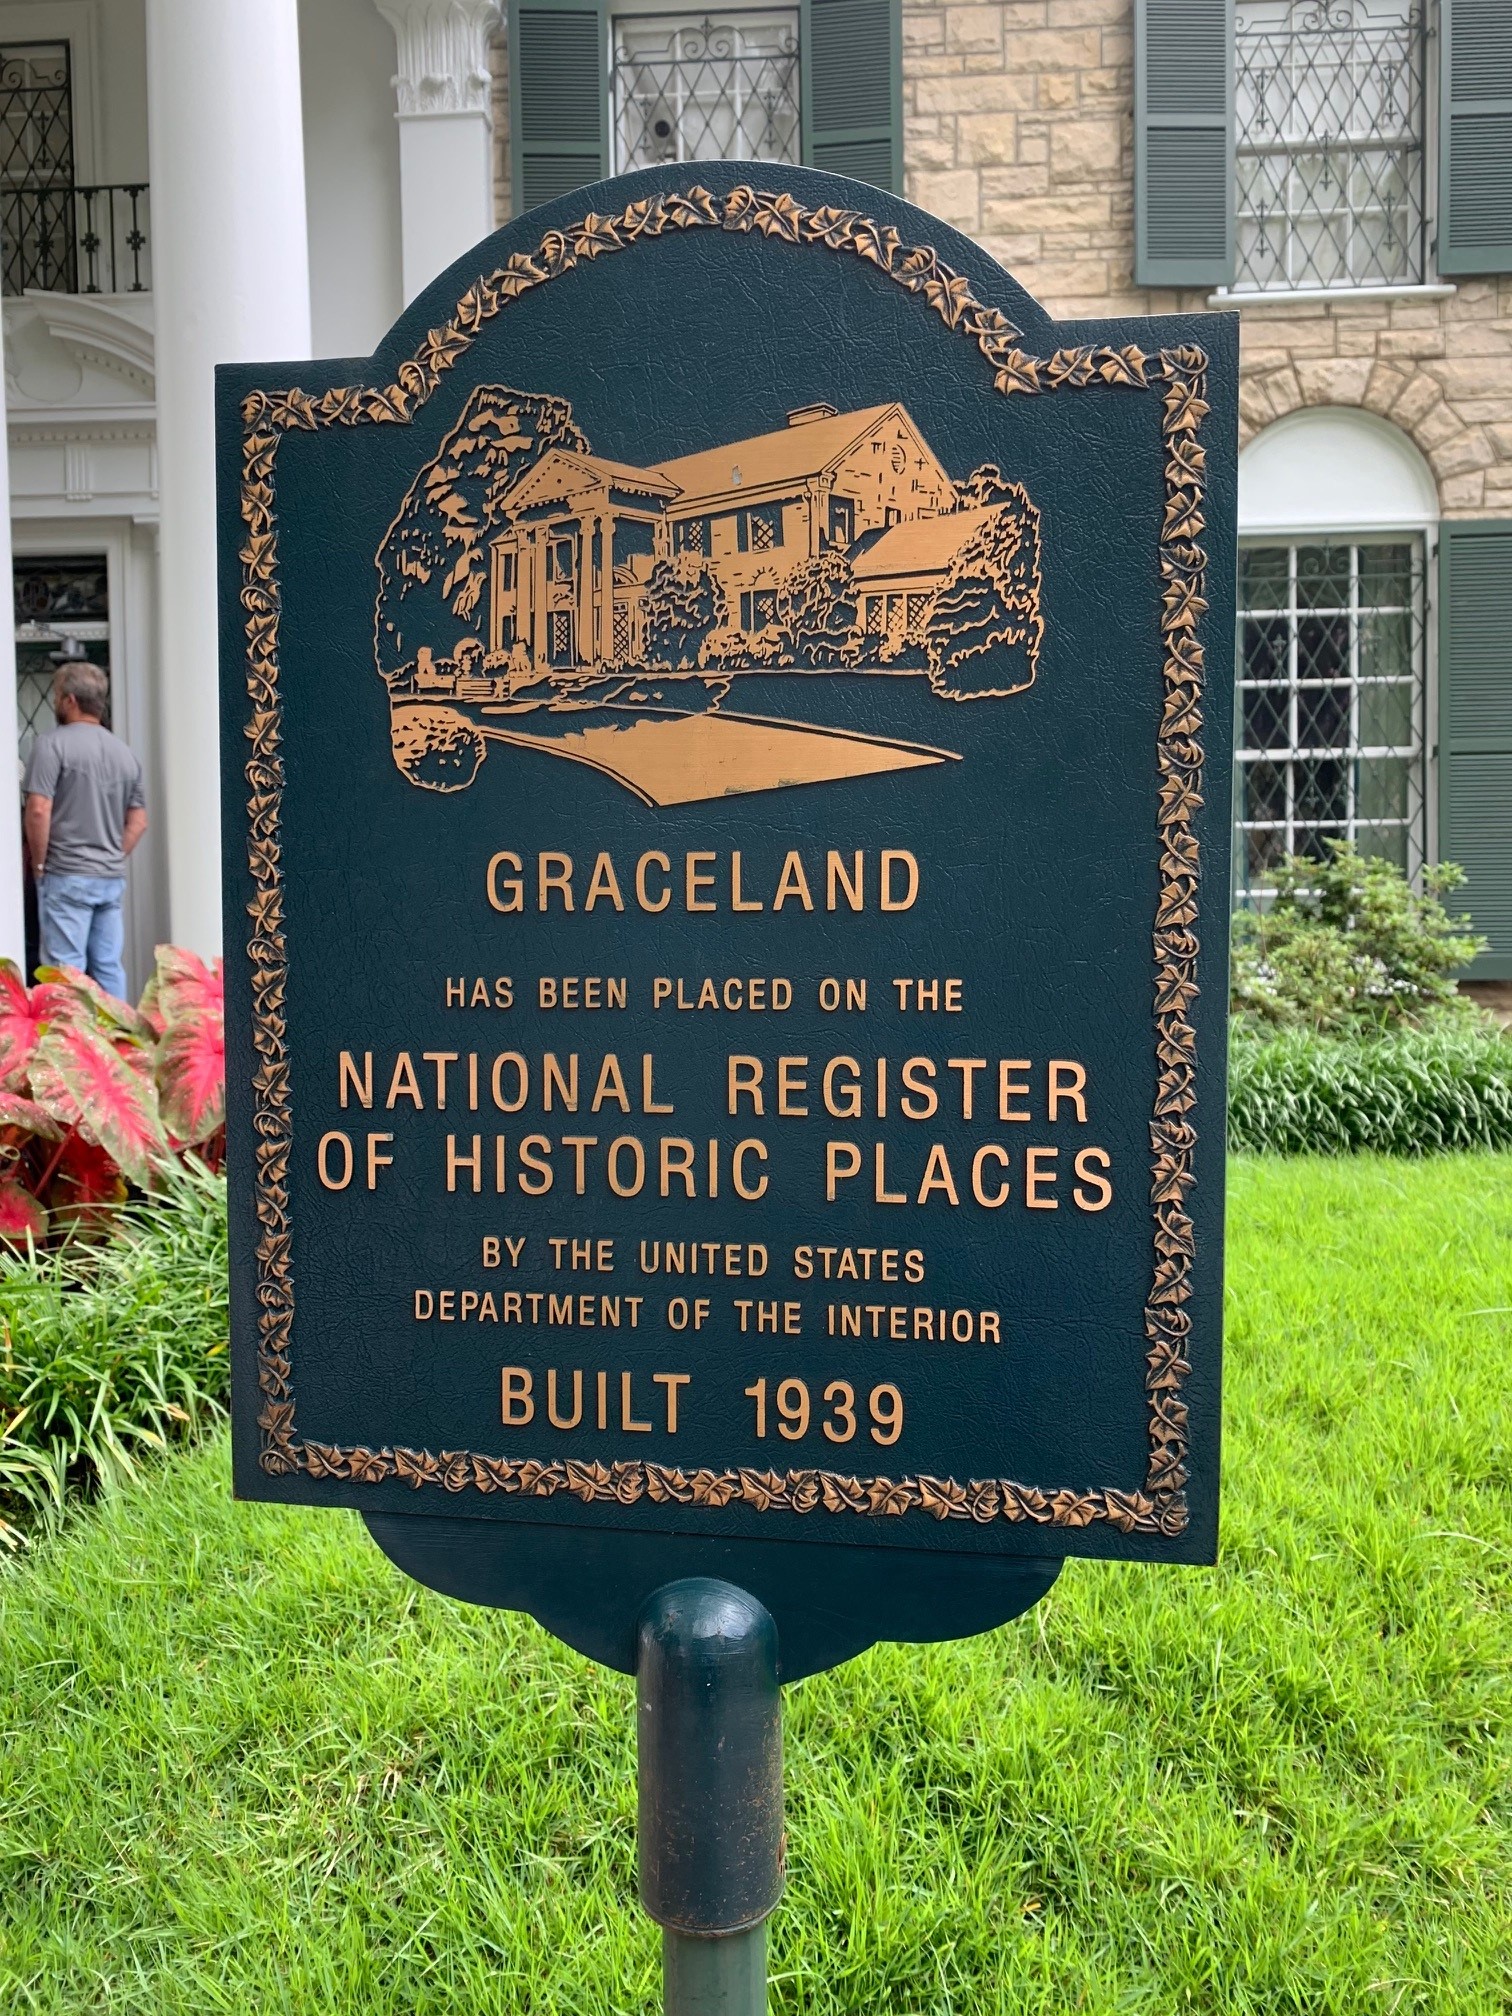 GRACELAND
HAS BEEN PLACED ON THE
NATIONAL REGISTER
OF HISTORIC PLACES
BY THE UNITED STATES
DEPARTMENT OF THE INTERIOR
BUILT 1939